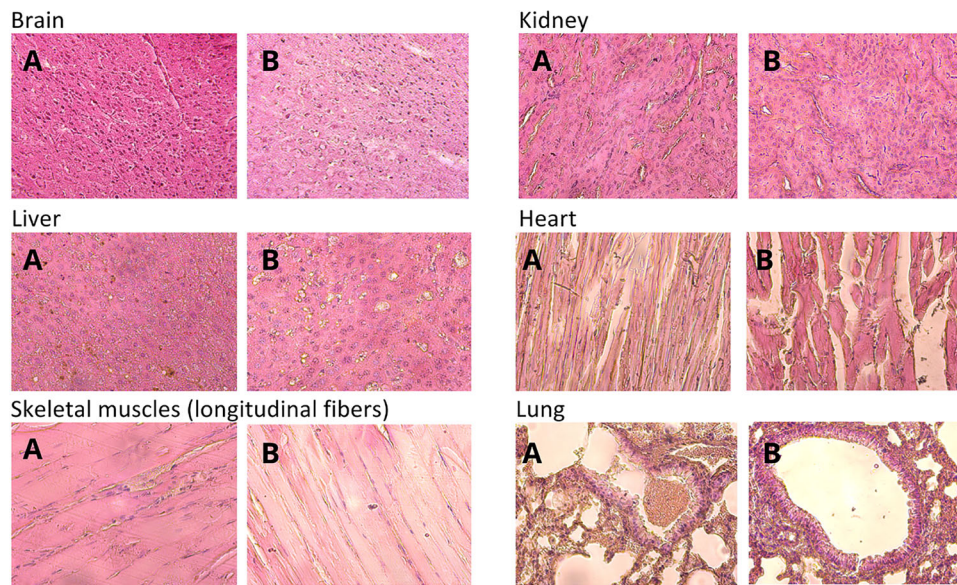 Brain
A B
Kidney
A B
Liver
A B
Heart
A B
Skeletal muscles (longitudinal fibers)
A B
Lung
A B